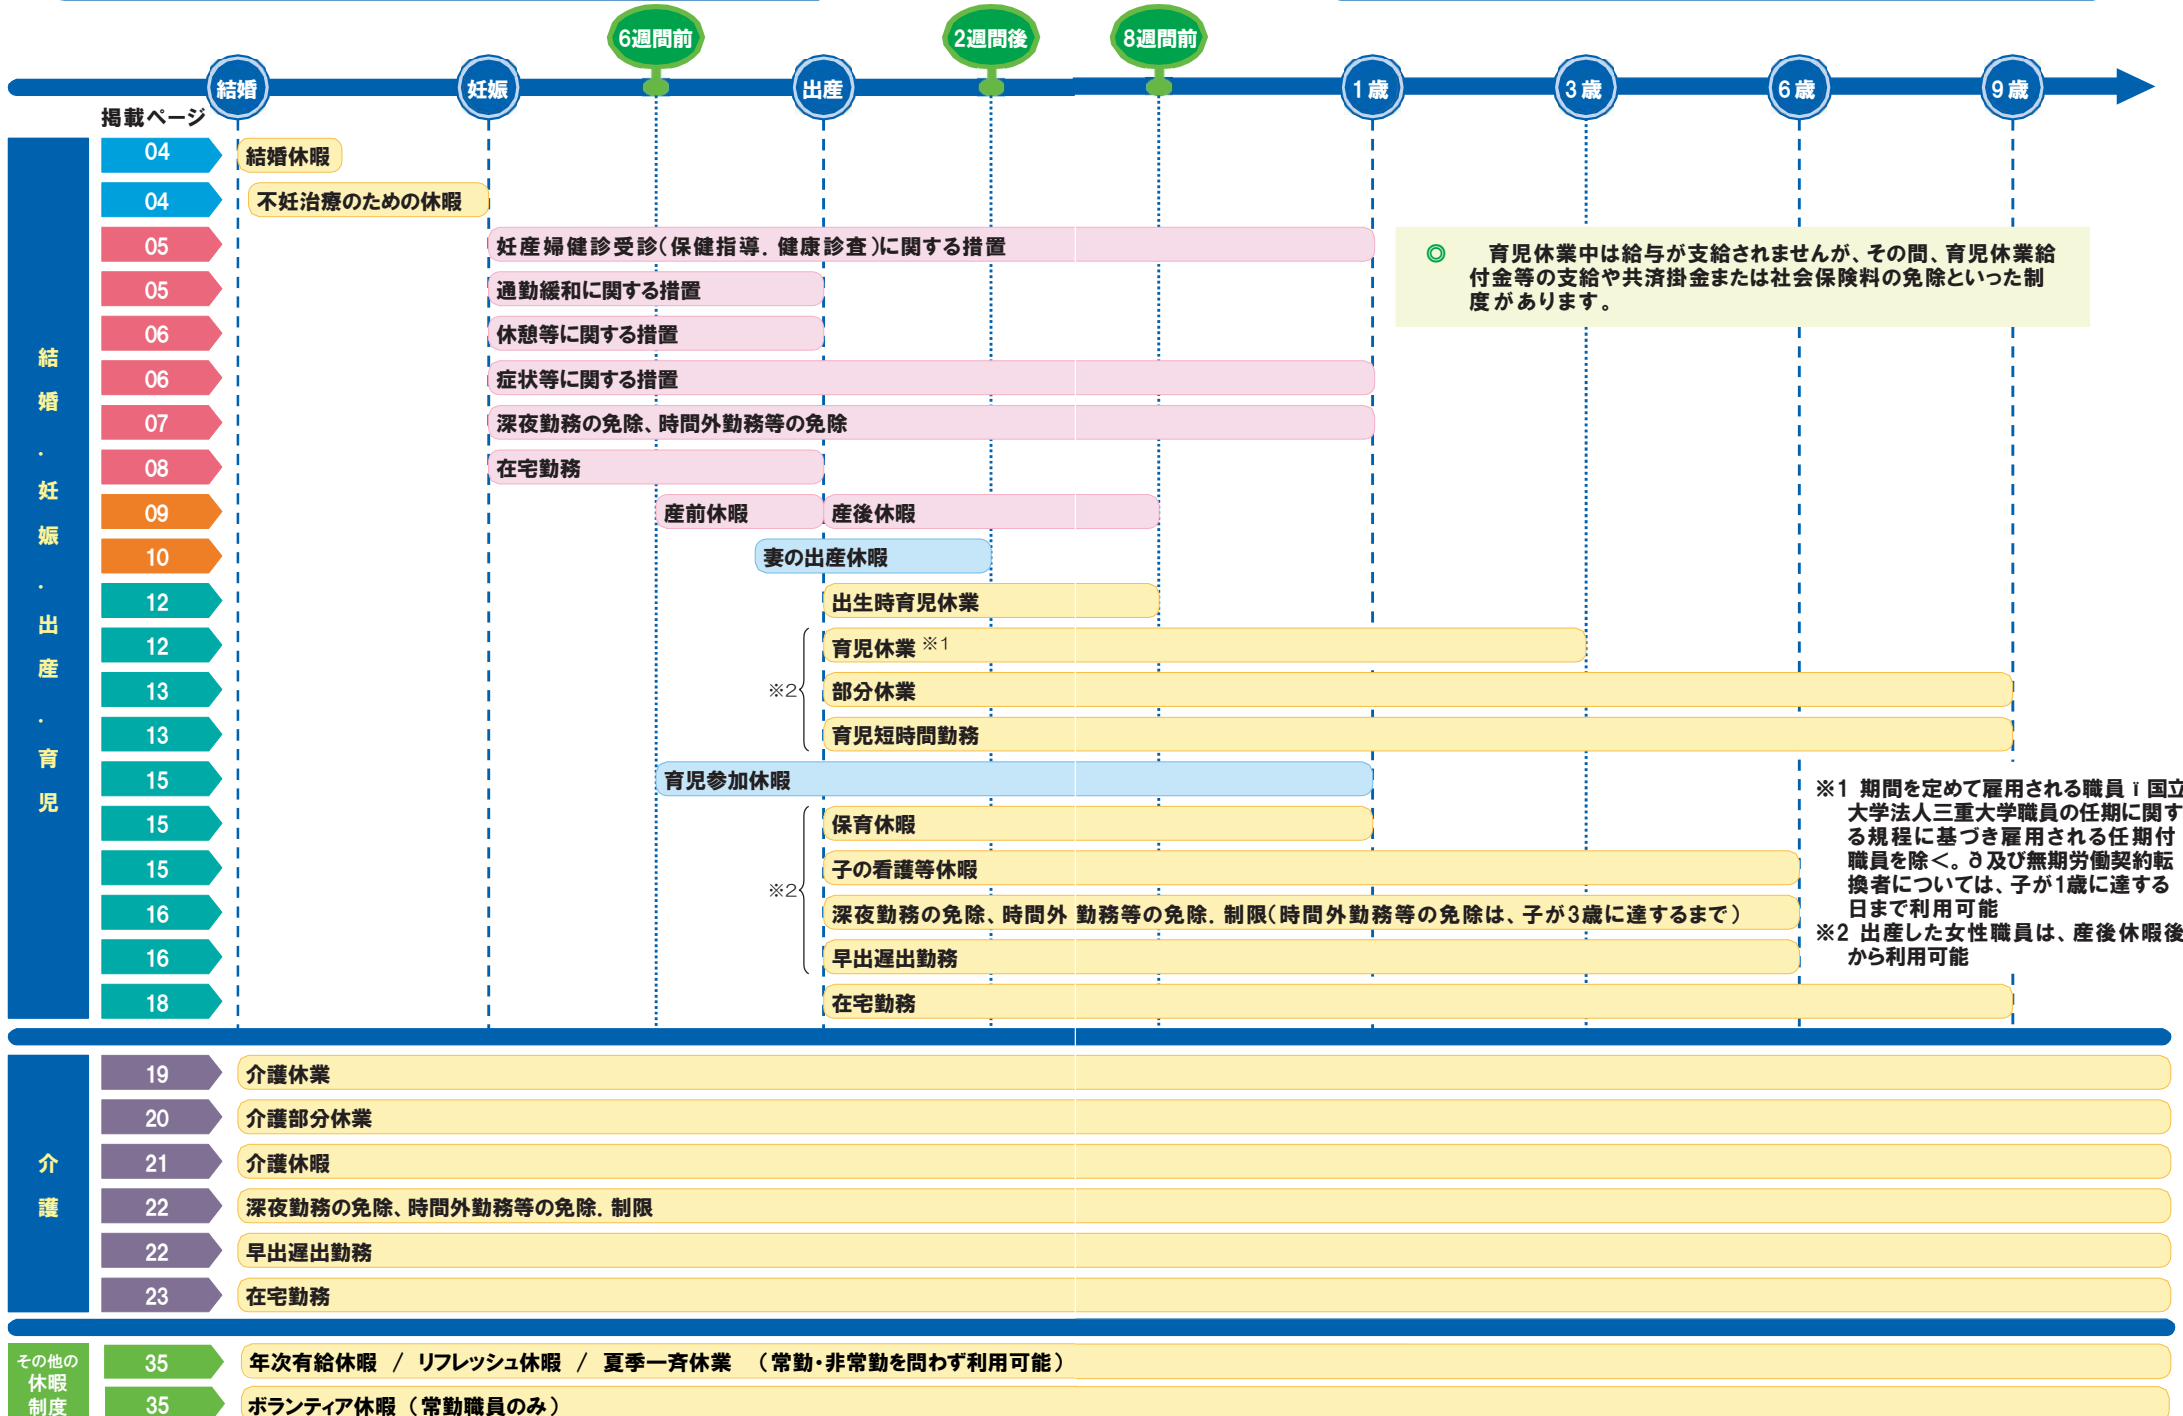 6週間前
2週間後
8週間前
結婚
妊娠
出産
1歳
3歳
6歳
9歳
掲載ページ
結婚.妊娠.出産.育児
04
結婚休暇
04
不妊治療のための休暇
05
妊産婦健診受診(保健指導.健康診査)に関する措置
05
通勤緩和に関する措置
06
休憩等に関する措置
06
症状等に関する措置
07
深夜勤務の免除、時間外勤務等の免除
08
在宅勤務
09
産前休暇
産後休暇
10
妻の出産休暇
12
出生時育児休業
12
育児休業 ※1
13
部分休業
13
育児短時間勤務
※2
15
育児参加休暇
15
保育休暇
15
子の看護等休暇
16
深夜勤務の免除、時間外 勤務等の免除.制限(時間外勤務等の免除は、子が3歳に達するまで)
16
早出遅出勤務
※2
18
在宅勤務
◎ 育児休業中は給与が支給されませんが、その間、育児休業給
付金等の支給や共済掛金または社会保険料の免除といった制
度があります。
※1 期間を定めて雇用される職員ï国立
大学法人三重大学職員の任期に関す
る規程に基づき雇用される任期付
職員を除く。ð及び無期労働契約転
換者については、子が1歳に達する
日まで利用可能
※2 出産した女性職員は、産後休暇後
から利用可能
介護
19
介護休業
20
介護部分休業
21
介護休暇
22
深夜勤務の免除、時間外勤務等の免除.制限
22
早出遅出勤務
23
在宅勤務
その他の
休暇
制度
35
年次有給休暇 / リフレッシュ休暇 / 夏季一斉休業 (常勤・非常勤を問わず利用可能)
35
ボランティア休暇(常勤職員のみ)